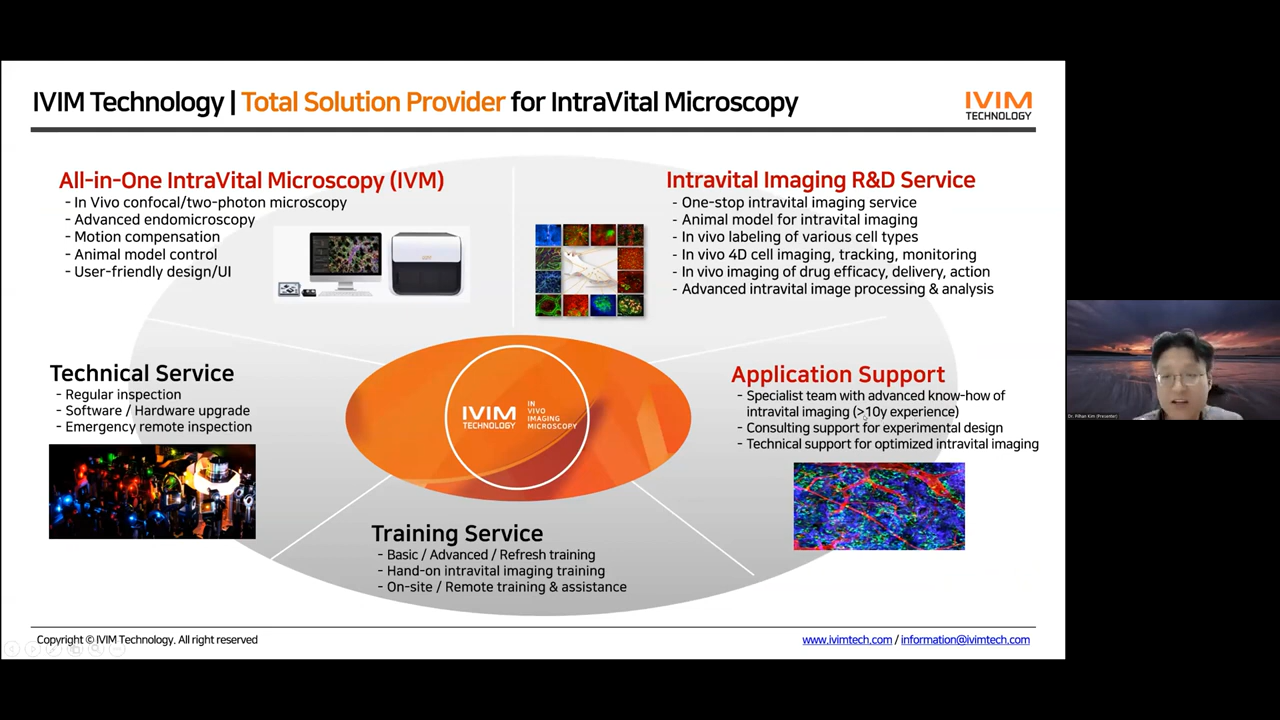 IVIM Technology | Total Solution Provider for IntraVital Microscopy
IVIM
TECHNOLOGY
All-in-One IntraVital Microscopy (IVM)
- In Vivo confocal/two-photon microscopy
- Advanced endomicroscopy
- Motion compensation
- Animal model control
- User-friendly design/UI
Intravital Imaging R&D Service
- One-stop intravital imaging service
- Animal model for intravital imaging
- In vivo labeling of various cell types
- In vivo 4D cell imaging, tracking, monitoring
- In vivo imaging of drug efficacy, delivery, action
- Advanced intravital image processing & analysis
Technical Service
- Regular inspection
- Software / Hardware upgrade
- Emergency remote inspection
IVIM
TECHNOLOGY
IN
VIVO
IMAGING
MICROSCOPY
Application Support
- Specialist team with advanced know-how of
intravital imaging (>10y experience)
- Consulting support for experimental design
- Technical support for optimized intravital imaging
Training Service
- Basic / Advanced / Refresh training
- Hand-on intravital imaging training
- On-site / Remote training & assistance
Copyright © IVIM Technology. All right reserved
www.ivimtech.com / information@ivimtech.com
Dr. Pilhan Kim (Presenter)